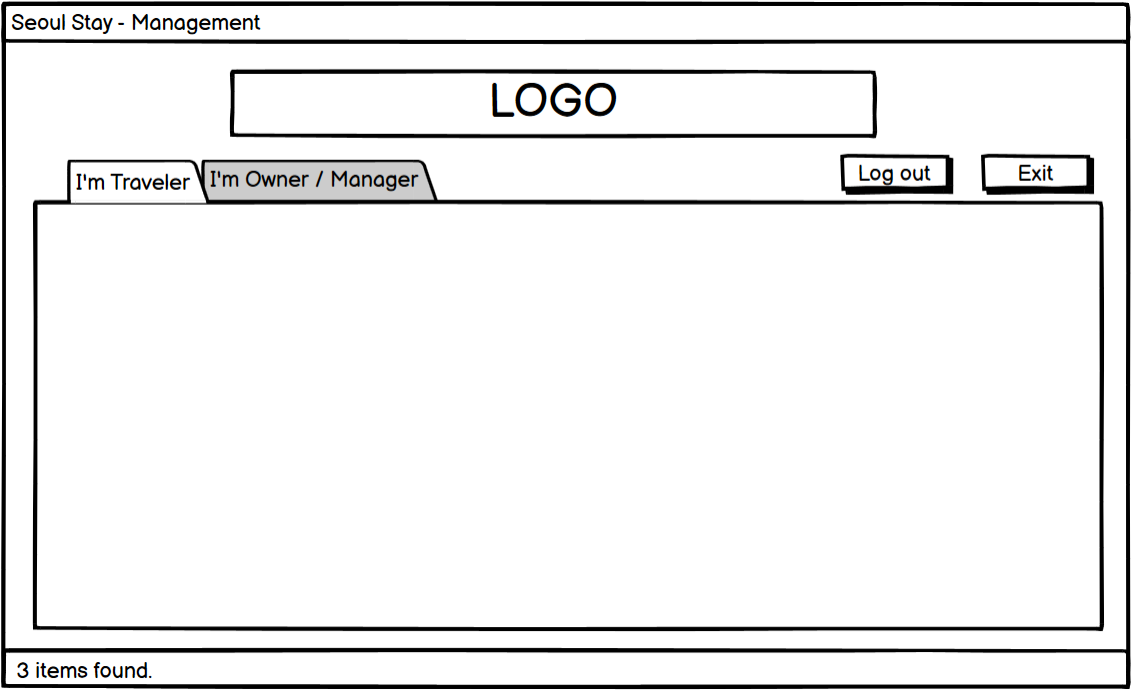 Seoul Stay - Management
LOGO
I'm Traveler
I'm Owner / Manager
Log out
Exit
3 items found.